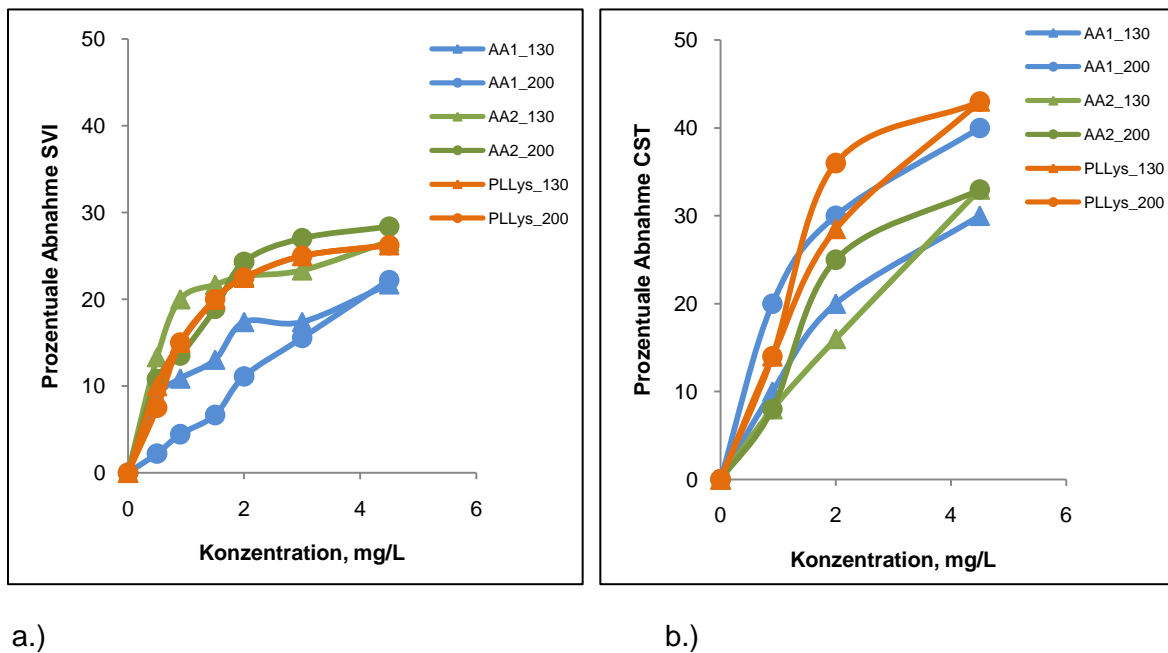 50
40
30
20
10
0
Prozentuale Abnahme SVI
0 2 4 6
Konzentration, mg/L
AA1_130
AA1_200
AA2_130
AA2_200
PLLys_130
PLLys_200
50
40
30
20
10
0
Prozentuale Abnahme CST
0 2 4 6
Konzentration, mg/L
AA1_130
AA1_200
AA2_130
AA2_200
PLLys_130
PLLys_200
a.) b.)